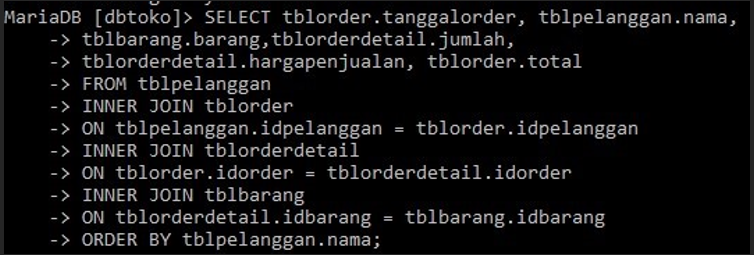 MariaDB [dbtoko]> SELECT tblorder.tanggalorder, tblpelanggan.nama,
-> tblbarang.barang,tblorderdetail.jumlah,
-> tblorderdetail.hargapenjualan, tblorder.total
-> FROM tblpelanggan
-> INNER JOIN tblorder
-> ON tblpelanggan.idpelanggan = tblorder.idpelanggan
-> INNER JOIN tblorderdetail
-> ON tblorder.idorder = tblorderdetail.idorder
-> INNER JOIN tblbarang
-> ON tblorderdetail.idbarang = tblbarang.idbarang
-> ORDER BY tblpelanggan.nama;